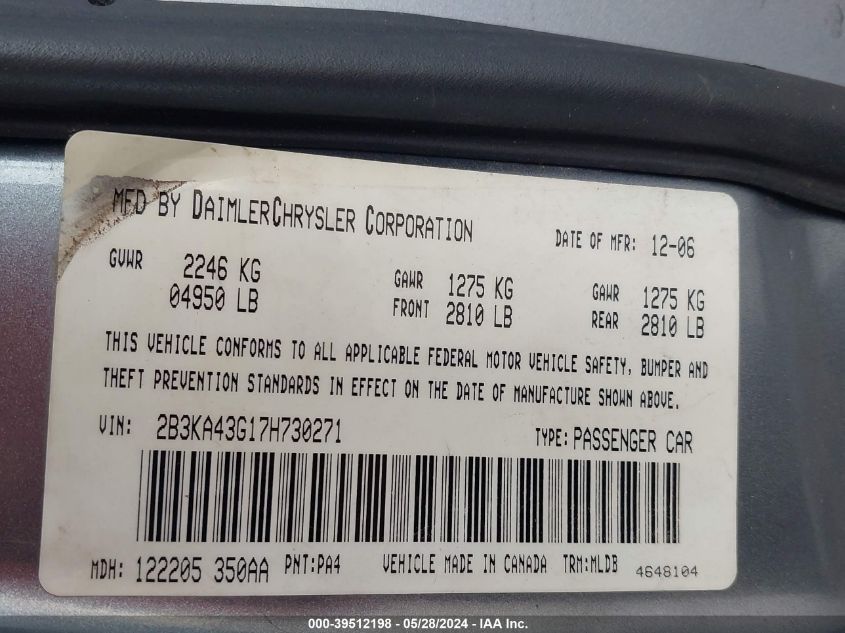 MFD BY DAIMLERCHRYSLER CORPORATION DATE OF MFR: 12-06
GVWR 2246 KG GAWR 1275 KG GAWR 1275 KG
04950 LB FRONT 2810 LB REAR 2810 LB
THIS VEHICLE CONFORMS TO ALL APPLICABLE FEDERAL MOTOR VEHICLE SAFETY, BUMPER AND
THEFT PREVENTION STANDARDS IN EFFECT ON THE DATE OF MANUFACTURE SHOWN ABOVE.
VIN: 2B3KA43G17H730271 TYPE: PASSENGER CAR
MDH: 122205 350AA PNT:PA4 VEHICLE MADE IN CANADA TRM:MLDB 4648104
000-39512198 - 05/28/2024 - IAA Inc.